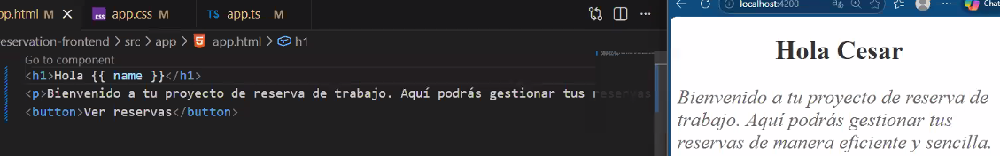 pp.html M
app.css M
TS app.ts M
eservation-frontend > src > app > app.html > h1
Go to component
<h1>Hola {{ name }}</h1>
<p>Bienvenido a tu proyecto de reserva de trabajo. Aquí podrás gestionar tus reservas
<button>Ver reservas</button>
localhost:4200
Chat
Hola Cesar
Bienvenido a tu proyecto de reserva de
trabajo. Aquí podrás gestionar tus
reservas de manera eficiente y sencilla.